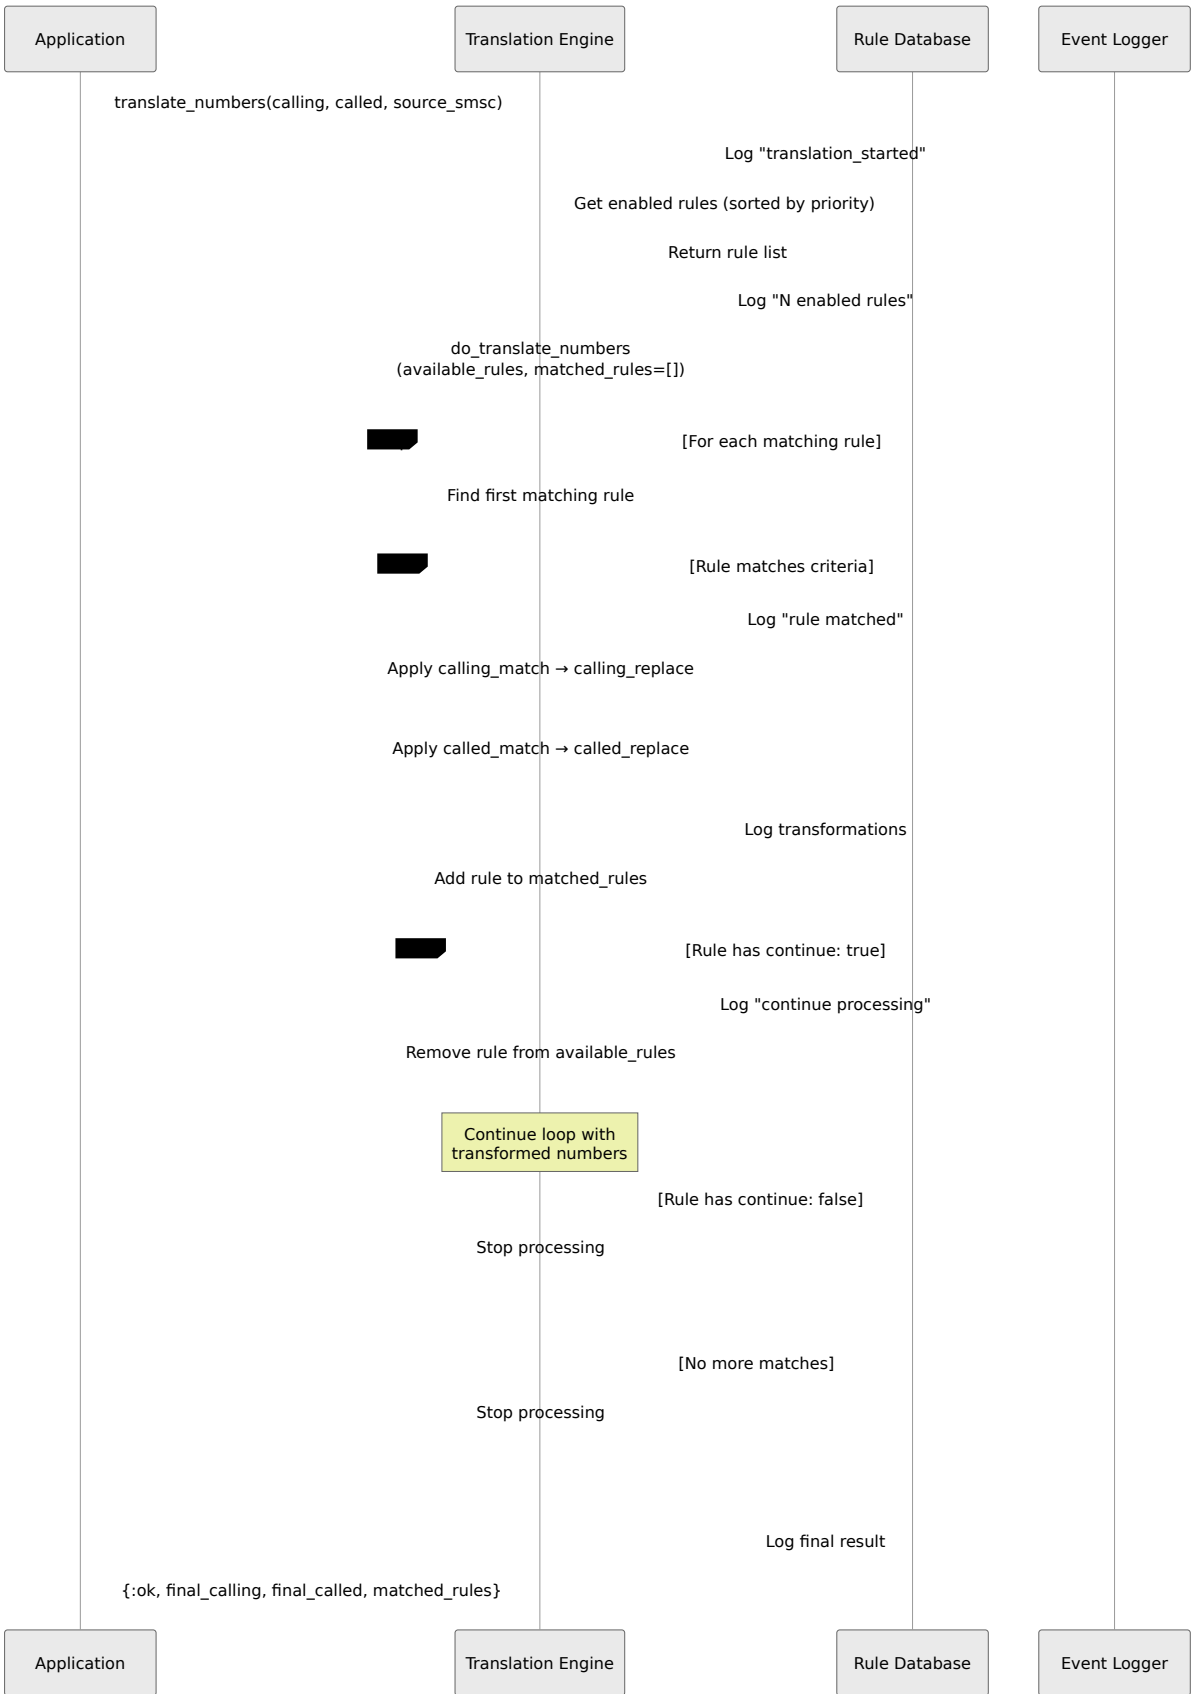 Application
Translation Engine
Rule Database
Event Logger
translate_numbers(calling, called, source_smsc)
Log "translation_started"
Get enabled rules (sorted by priority)
Return rule list
Log "N enabled rules"
do_translate_numbers
(available_rules, matched_rules=[])
[For each matching rule]
Find first matching rule
[Rule matches criteria]
Log "rule matched"
Apply calling_match → calling_replace
Apply called_match → called_replace
Log transformations
Add rule to matched_rules
[Rule has continue: true]
Log "continue processing"
Remove rule from available_rules
Continue loop with
transformed numbers
[Rule has continue: false]
Stop processing
[No more matches]
Stop processing
Log final result
{:ok, final_calling, final_called, matched_rules}
Application
Translation Engine
Rule Database
Event Logger